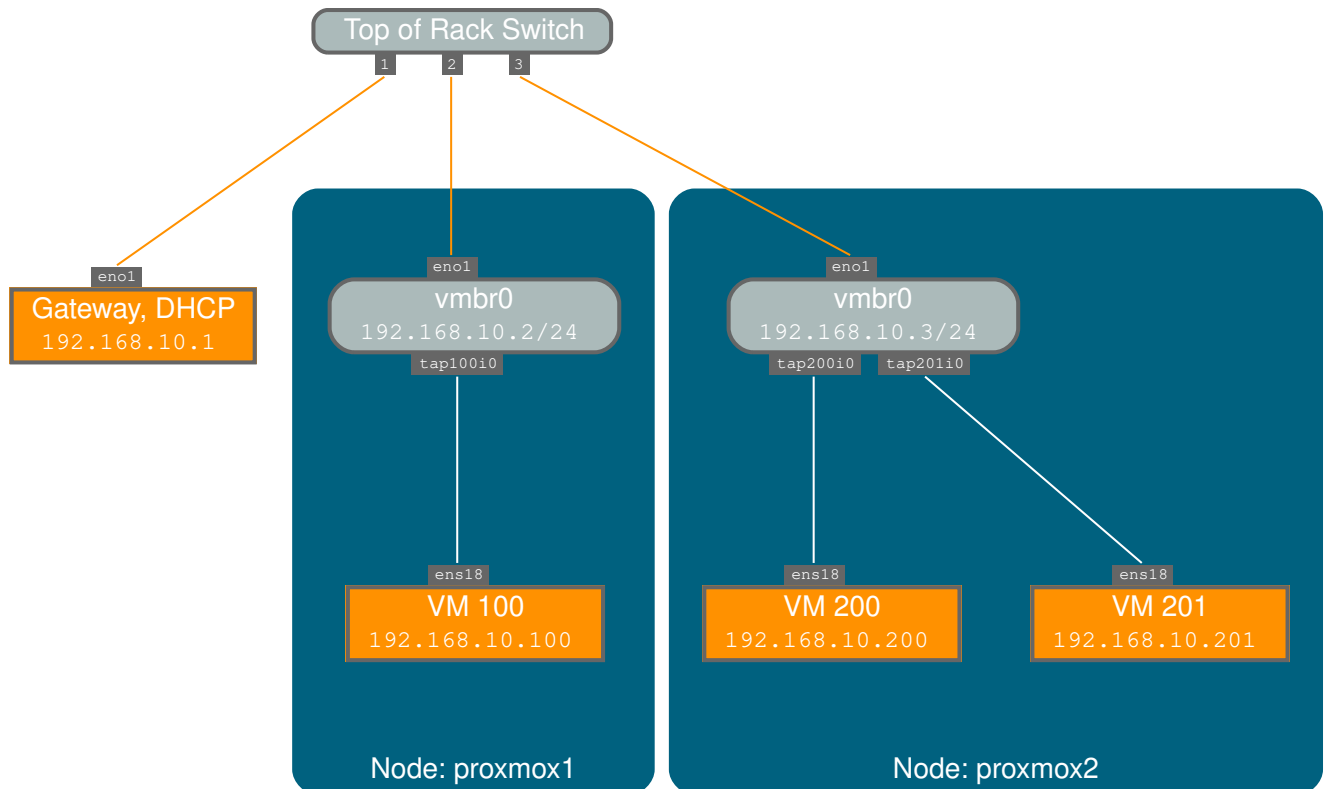 Top of Rack Switch
1 2 3
eno1
Gateway, DHCP
192.168.10.1
eno1
vmbr0
192.168.10.2/24
tap100i0
ens18
VM 100
192.168.10.100
Node: proxmox1
eno1
vmbr0
192.168.10.3/24
tap200i0 tap201i0
ens18
VM 200
192.168.10.200
ens18
VM 201
192.168.10.201
Node: proxmox2